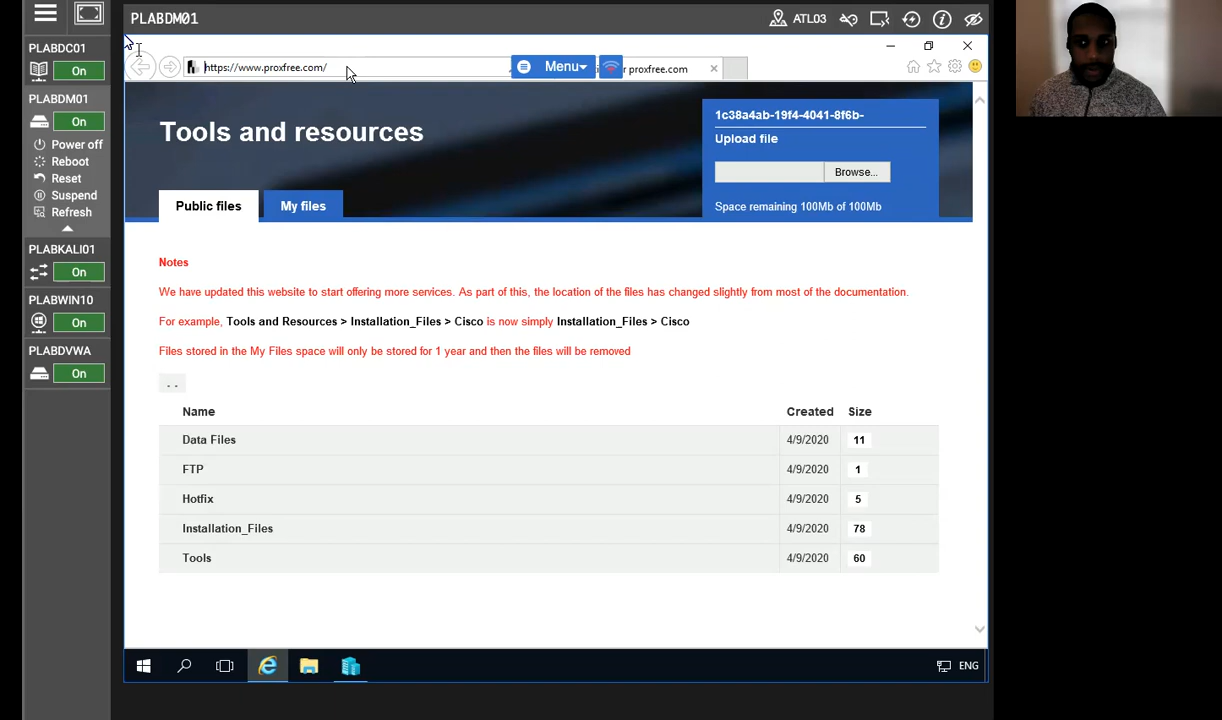 PLABDM01
ATL03
PLABDC01
On
PLABDM01
On
Power off
Reboot
Reset
Suspend
Refresh
PLABKALI01
On
PLABWIN10
On
PLABDVWA
On
https://www.proxfree.com/
Menu
r proxfree.com
Tools and resources
1c38a4ab-19f4-4041-8f6b-
Upload file
Browse...
Space remaining 100Mb of 100Mb
Public files
My files
Notes
We have updated this website to start offering more services. As part of this, the location of the files has changed slightly from most of the documentation.
For example, Tools and Resources > Installation_Files > Cisco is now simply Installation_Files > Cisco
Files stored in the My Files space will only be stored for 1 year and then the files will be removed
. .
Name Created Size
Data Files 4/9/2020 11
FTP 4/9/2020 1
Hotfix 4/9/2020 5
Installation_Files 4/9/2020 78
Tools 4/9/2020 60
ENG